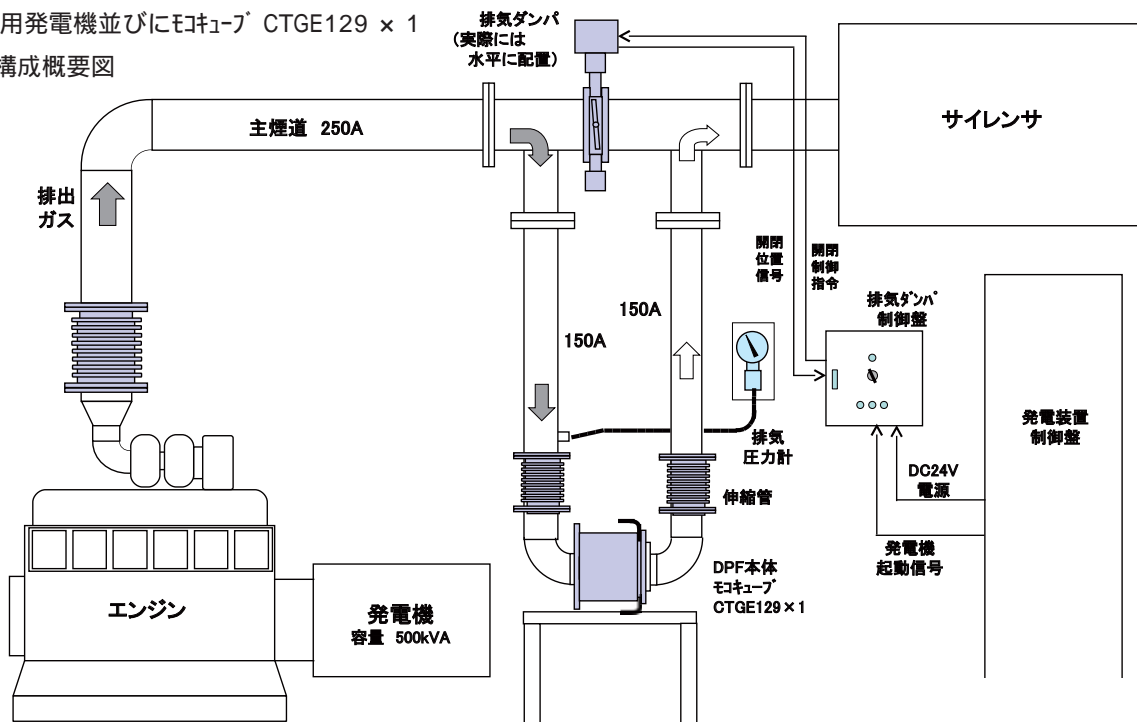 用発電機並びにﾓｺｷｭｰﾌﾞ CTGE129 × 1
構成概要図
排気ダンパ
(実際には
水平に配置)
主煙道 250A
サイレンサ
排出
ガス
開閉
位置
信号
開閉
制御
指令
排気ﾀﾞﾝﾊﾟ
制御盤
150A
150A
排気
圧力計
発電装置
制御盤
DC24V
電源
伸縮管
発電機
起動信号
DPF本体
ﾓｺｷｭｰﾌﾞ
CTGE129×1
エンジン
発電機
容量 500kVA